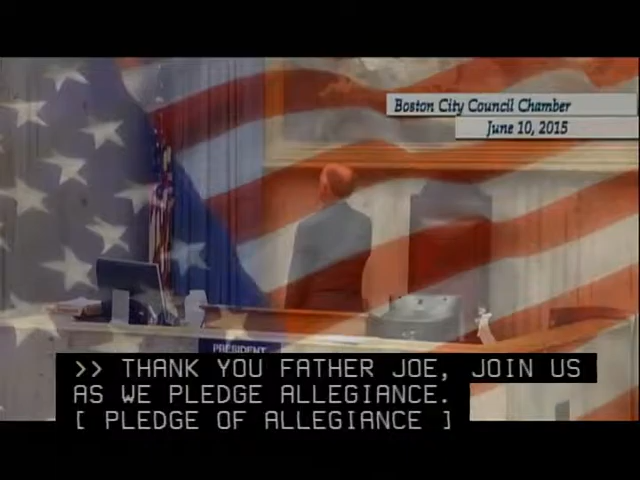 Boston City Council Chamber
June 10, 2015
PRESIDENT
>> THANK YOU FATHER JOE, JOIN US
AS WE PLEDGE ALLEGIANCE.
[ PLEDGE OF ALLEGIANCE ]